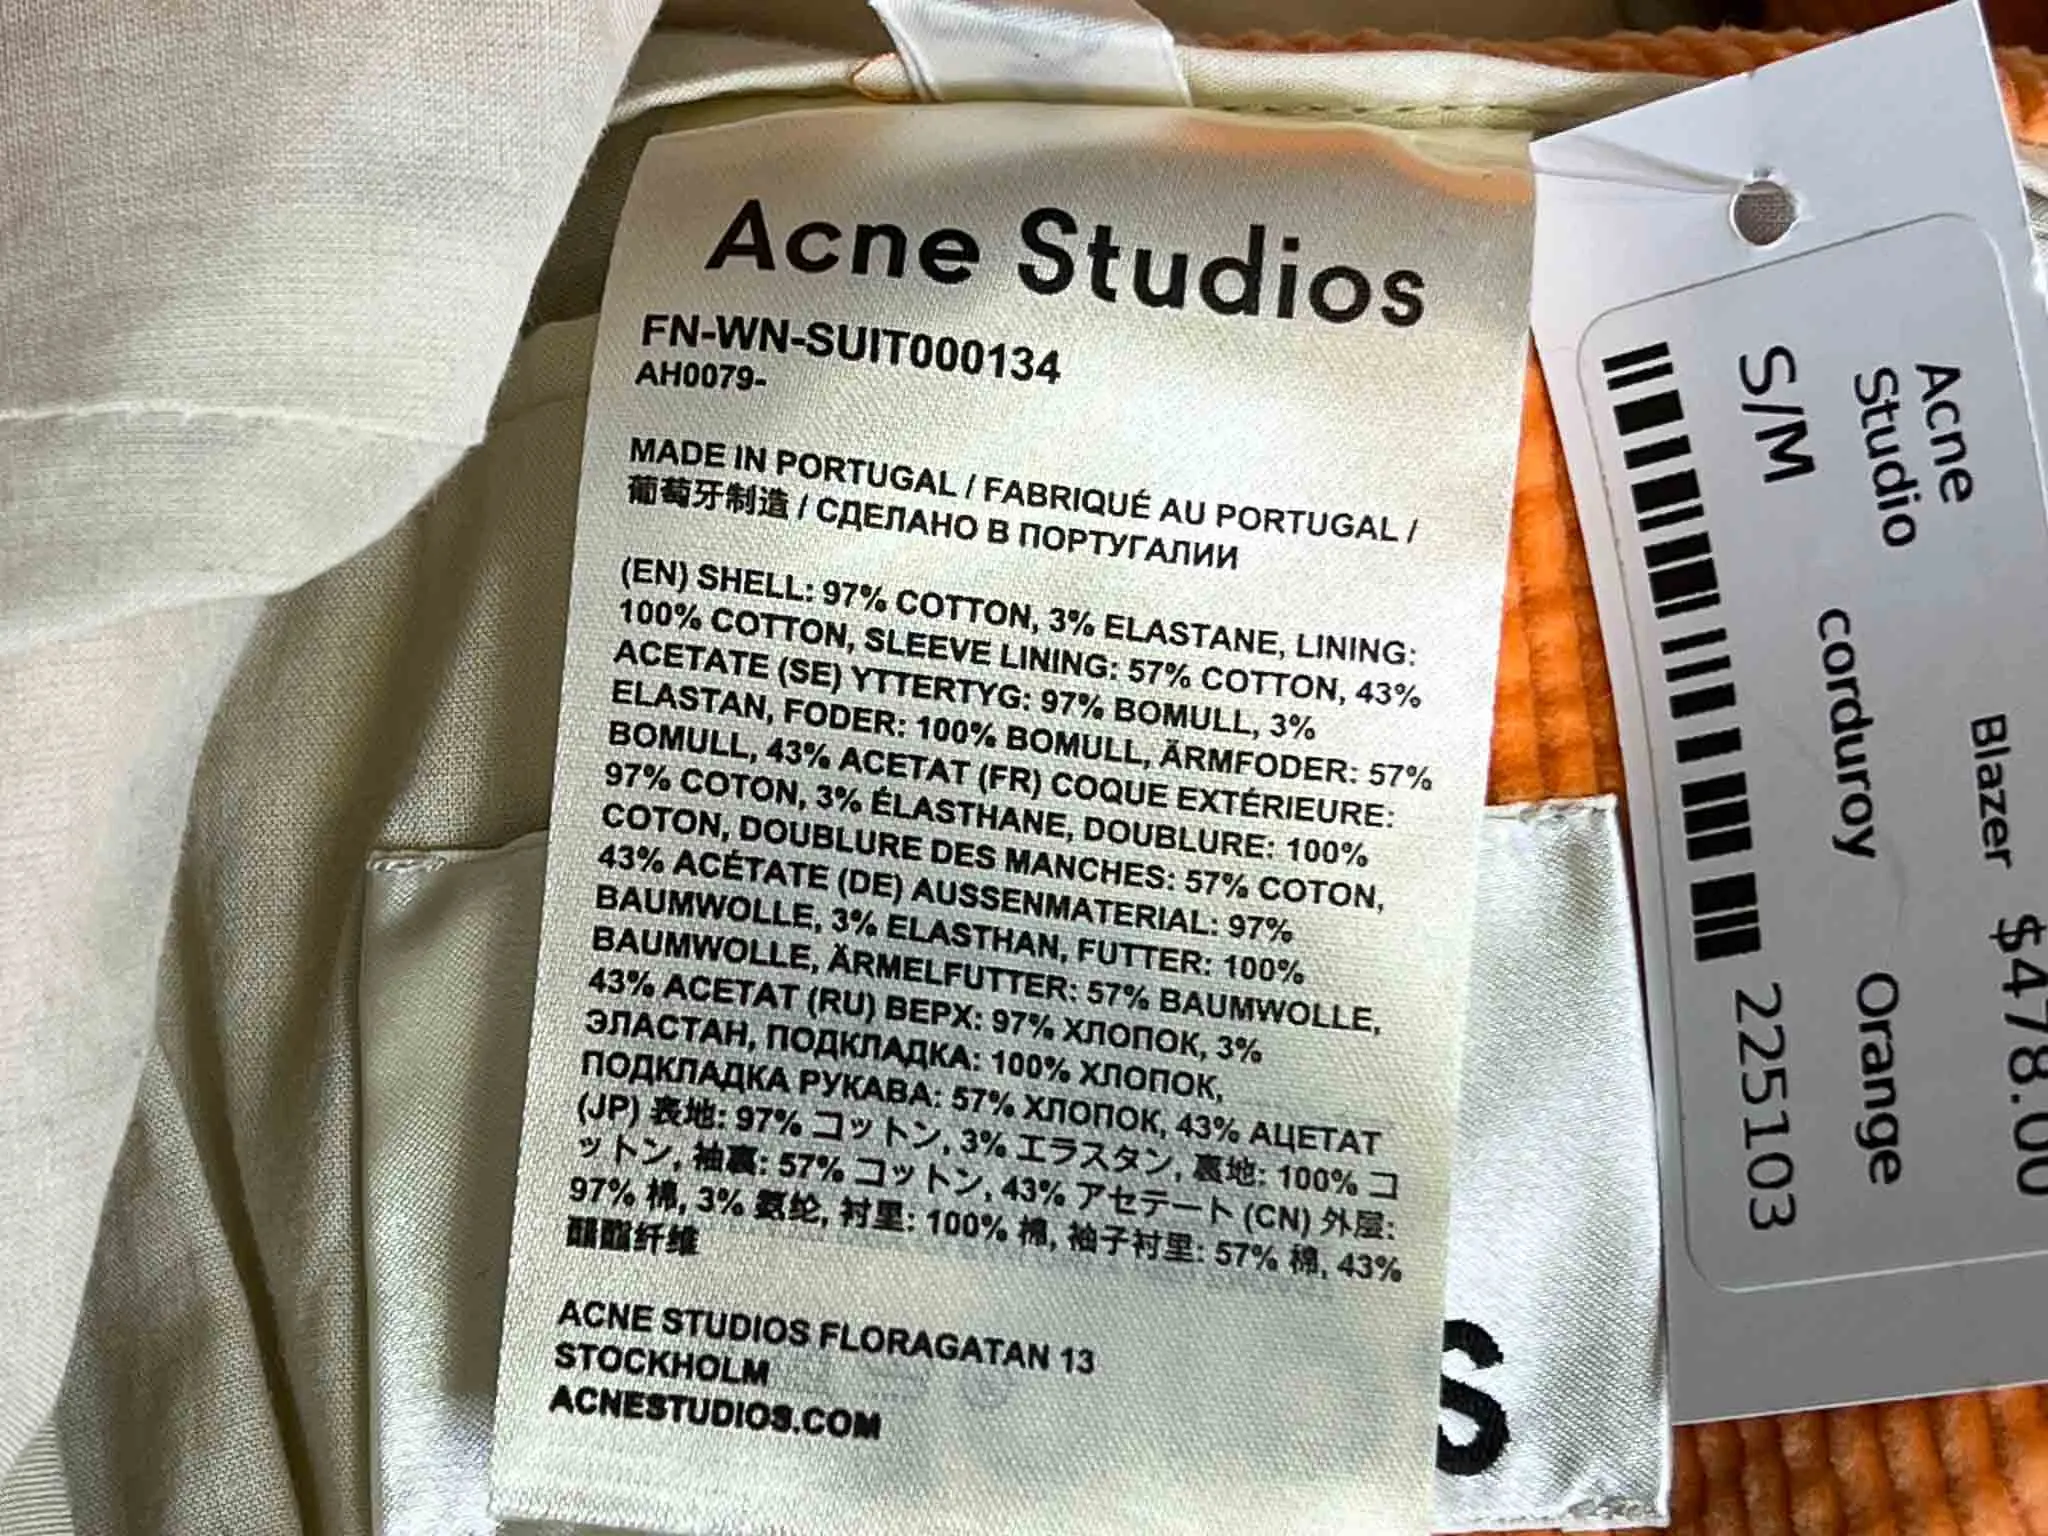 Acne Studios
FN-WN-SUIT000134
AH0079-
MADE IN PORTUGAL / FABRIQUÉ AU PORTUGAL /
葡萄牙制造 / СДЕЛАНО В ПОРТУГАЛИИ
(EN) SHELL: 97% COTTON, 3% ELASTANE, LINING:
100% COTTON, SLEEVE LINING: 57% COTTON, 43%
ACETATE (SE) YTTERTYG: 97% BOMULL, 3%
ELASTAN, FODER: 100% BOMULL, ÄRMFODER: 57%
BOMULL, 43% ACETAT (FR) COQUE EXTÉRIEURE:
97% COTON, 3% ÉLASTHANE, DOUBLURE: 100%
COTON, DOUBLURE DES MANCHES: 57% COTON,
43% ACÉTATE (DE) AUSSENMATERIAL: 97%
BAUMWOLLE, 3% ELASTHAN, FUTTER: 100%
BAUMWOLLE, ÄRMELFUTTER: 57% BAUMWOLLE,
43% ACETAT (RU) ВЕРХ: 97% ХЛОПОК, 3%
ЭЛАСТАН, ПОДКЛАДКА: 100% ХЛОПОК,
ПОДКЛАДКА РУКАВА: 57% ХЛОПОК, 43% АЦЕТАТ
(JP) 表地: 97% コットン, 3% エラスタン, 裏地: 100% コ
ットン, 袖裏: 57% コットン, 43% アセテート (CN) 外层:
97% 棉, 3% 氨纶, 衬里: 100% 棉, 袖子衬里: 57% 棉, 43%
醋酯纤维
ACNE STUDIOS FLORAGATAN 13
STOCKHOLM
ACNESTUDIOS.COM
S
Acne
Studio
Blazer $478.00
corduroy Orange
S/M
225103